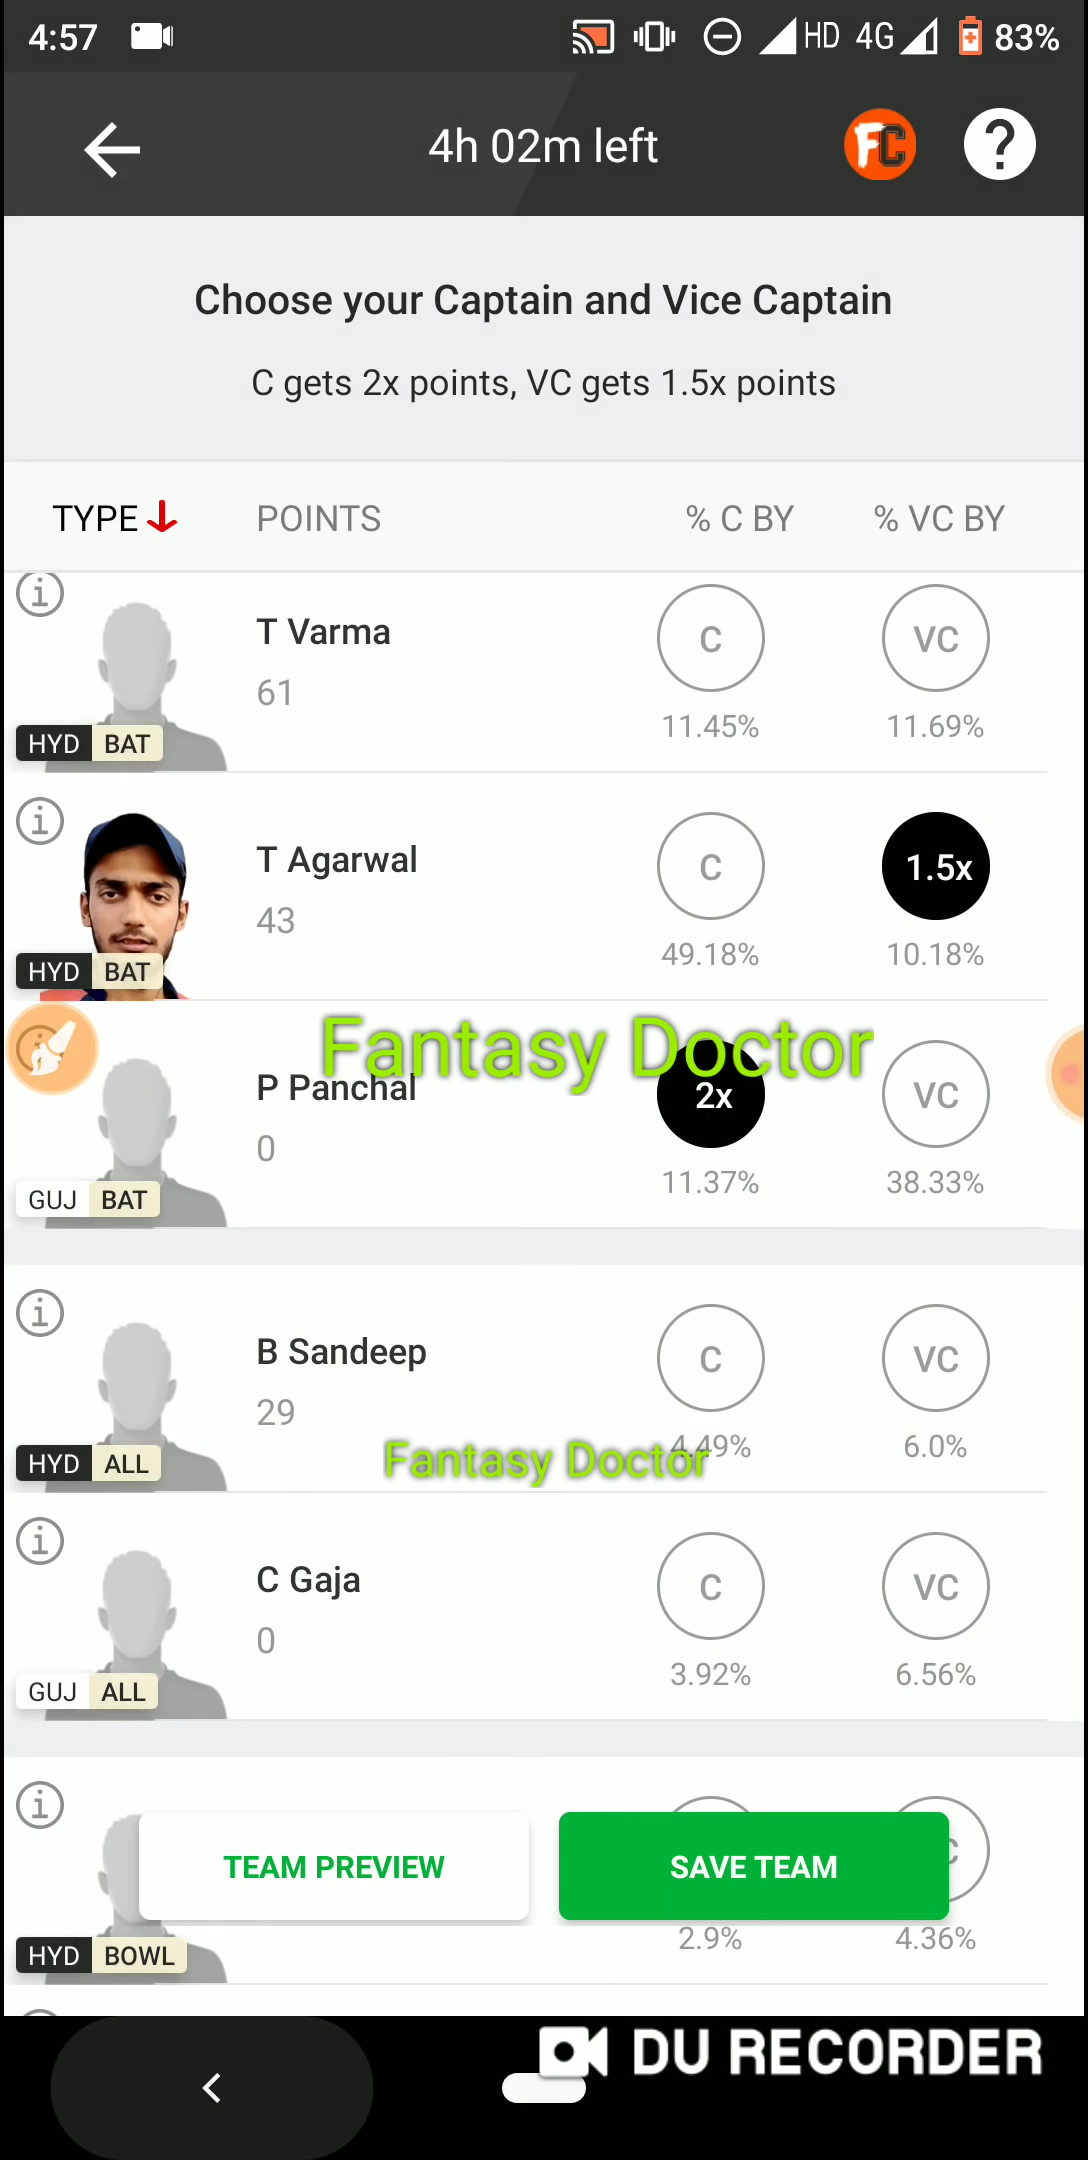 4:57
HD 4G 83%
4h 02m left
FC
?
Choose your Captain and Vice Captain
C gets 2x points, VC gets 1.5x points
TYPE POINTS % C BY % VC BY
i
T Varma
61
C
VC
11.45%
11.69%
HYD BAT
i
T Agarwal
43
C
1.5x
49.18%
10.18%
HYD BAT
Fantasy Doctor
P Panchal
0
2x
VC
11.37%
38.33%
GUJ BAT
i
B Sandeep
29
C
VC
4.49%
6.0%
HYD ALL
Fantasy Doctor
i
C Gaja
0
C
VC
3.92%
6.56%
GUJ ALL
i
TEAM PREVIEW
SAVE TEAM
2.9%
4.36%
HYD BOWL
DU RECORDER